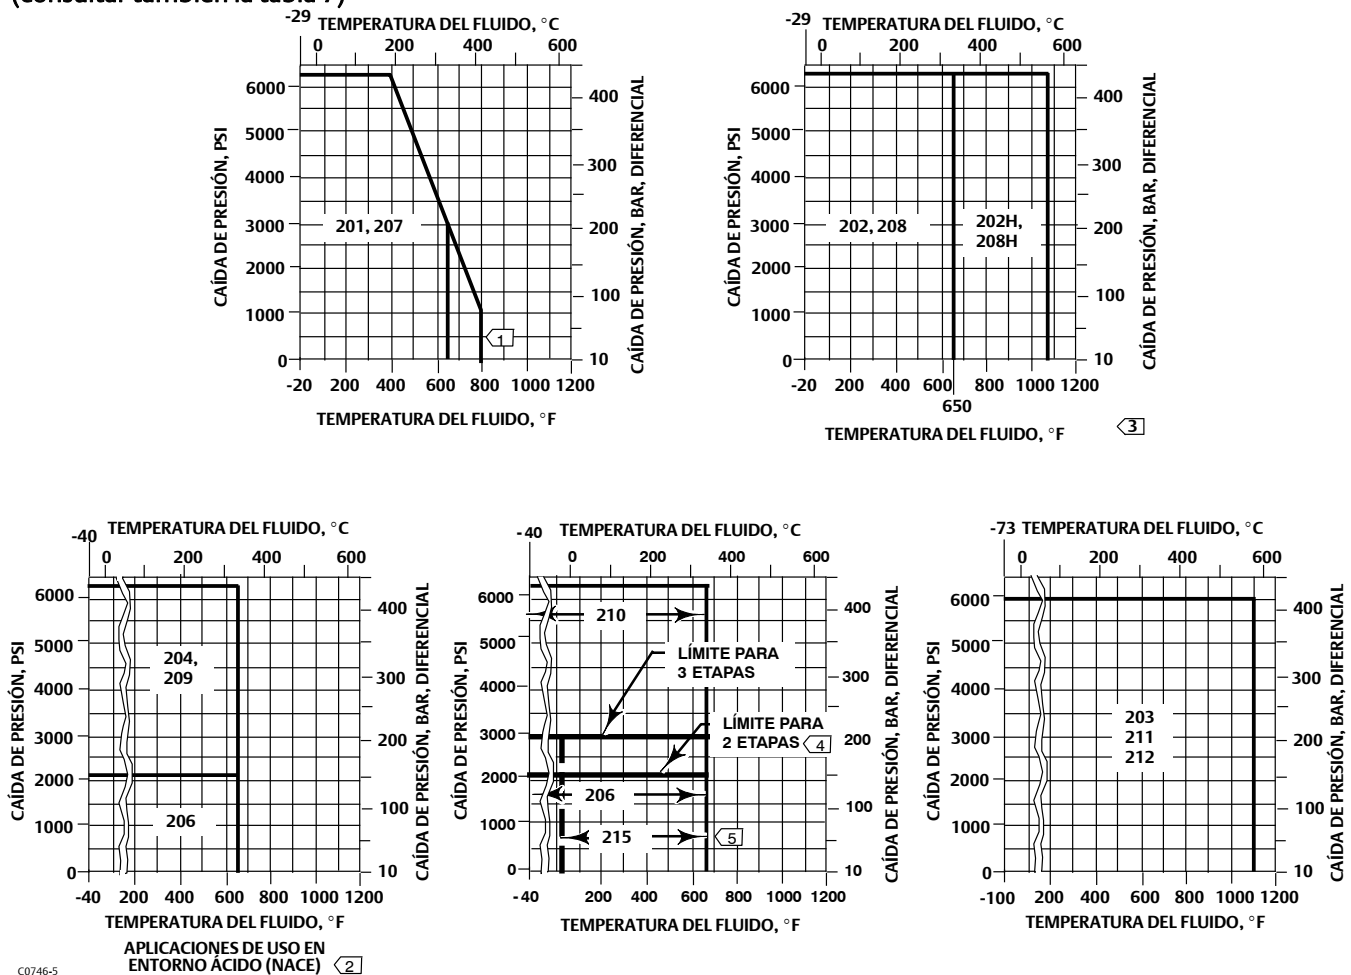 (consultar también la tabla 7)
-29 TEMPERATURA DEL FLUIDO, °C
0 200 400 600
CAÍDA DE PRESIÓN, PSI
6000
5000
4000
3000
2000
1000
0
201, 207
1
400
300
200
100
10
CAÍDA DE PRESIÓN, BAR, DIFERENCIAL
-20 200 400 600 800 1000 1200
TEMPERATURA DEL FLUIDO, °F
-29 TEMPERATURA DEL FLUIDO, °C
0 200 400 600
CAÍDA DE PRESIÓN, PSI
6000
5000
4000
3000
2000
1000
0
202, 208
202H,
208H
400
300
200
100
10
CAÍDA DE PRESIÓN, BAR, DIFERENCIAL
-20 200 400 600 800 1000 1200
650
TEMPERATURA DEL FLUIDO, °F
3
-40 TEMPERATURA DEL FLUIDO, °C
0 200 400 600
CAÍDA DE PRESIÓN, PSI
6000
5000
4000
3000
2000
1000
0
204,
209
206
400
300
200
100
10
CAÍDA DE PRESIÓN, BAR, DIFERENCIAL
-40 200 400 600 800 1000 1200
TEMPERATURA DEL FLUIDO, °F
APLICACIONES DE USO EN
ENTORNO ÁCIDO (NACE) 2
-40 TEMPERATURA DEL FLUIDO, °C
0 200 400 600
CAÍDA DE PRESIÓN, PSI
6000
5000
4000
3000
2000
1000
0
210
LÍMITE PARA
3 ETAPAS
LÍMITE PARA
2 ETAPAS 4
206
215
5
400
300
200
100
10
CAÍDA DE PRESIÓN, BAR, DIFERENCIAL
-40 200 400 600 800 1000 1200
TEMPERATURA DEL FLUIDO, °F
-73 TEMPERATURA DEL FLUIDO, °C
0 200 400 600
CAÍDA DE PRESIÓN, PSI
6000
5000
4000
3000
2000
1000
0
203
211
212
400
300
200
100
10
CAÍDA DE PRESIÓN, BAR, DIFERENCIAL
-100 200 400 600 800 1000 1200
TEMPERATURA DEL FLUIDO, °F
C0746-5